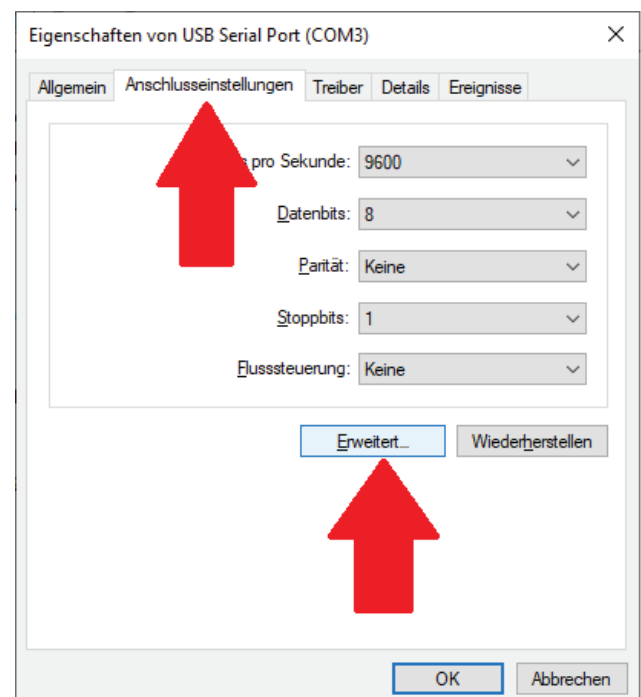 Eigenschaften von USB Serial Port (COM3)
Allgemein Anschlusseinstellungen Treiber Details Ereignisse
pro Sekunde: 9600
Datenbits: 8
Parität: Keine
Stoppbits: 1
Flusssteuerung: Keine
Erweitert... Wiederherstellen
OK Abbrechen